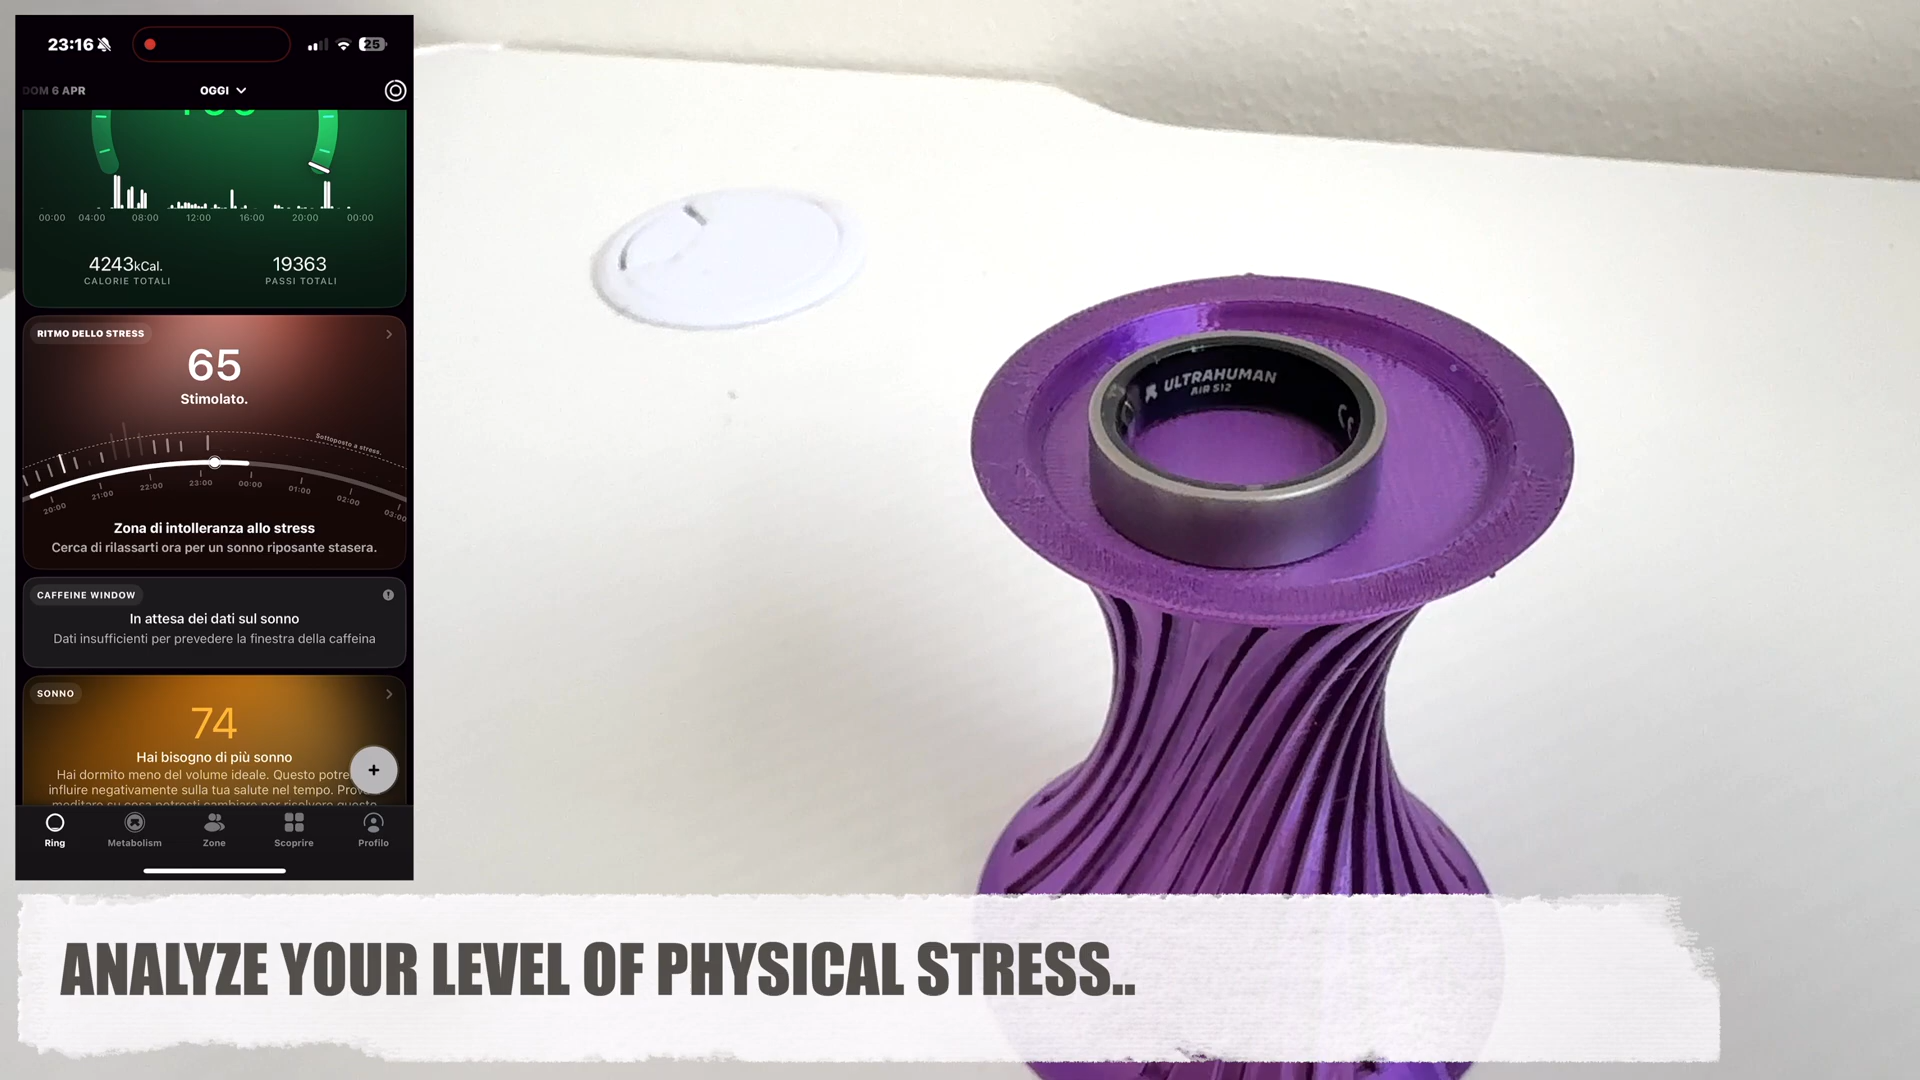 23:16
25
DOM 6 APR
OGGI
00:00 04:00 08:00 12:00 16:00 20:00 00:00
4243kCal.
CALORIE TOTALI
19363
PASSI TOTALI
RITMO DELLO STRESS
65
Stimolato.
Sottoposto a stress.
20:00 21:00 22:00 23:00 00:00 01:00 02:00 03:00
Zona di intolleranza allo stress
Cerca di rilassarti ora per un sonno riposante stasera.
CAFFEINE WINDOW
In attesa dei dati sul sonno
Dati insufficienti per prevedere la finestra della caffeina
SONNO
74
Hai bisogno di più sonno
Hai dormito meno del volume ideale. Questo potre
influire negativamente sulla tua salute nel tempo. Prov
+
Ring
Metabolism
Zone
Scoprire
Profilo
ULTRAHUMAN
AIR S12
CE
ANALYZE YOUR LEVEL OF PHYSICAL STRESS..